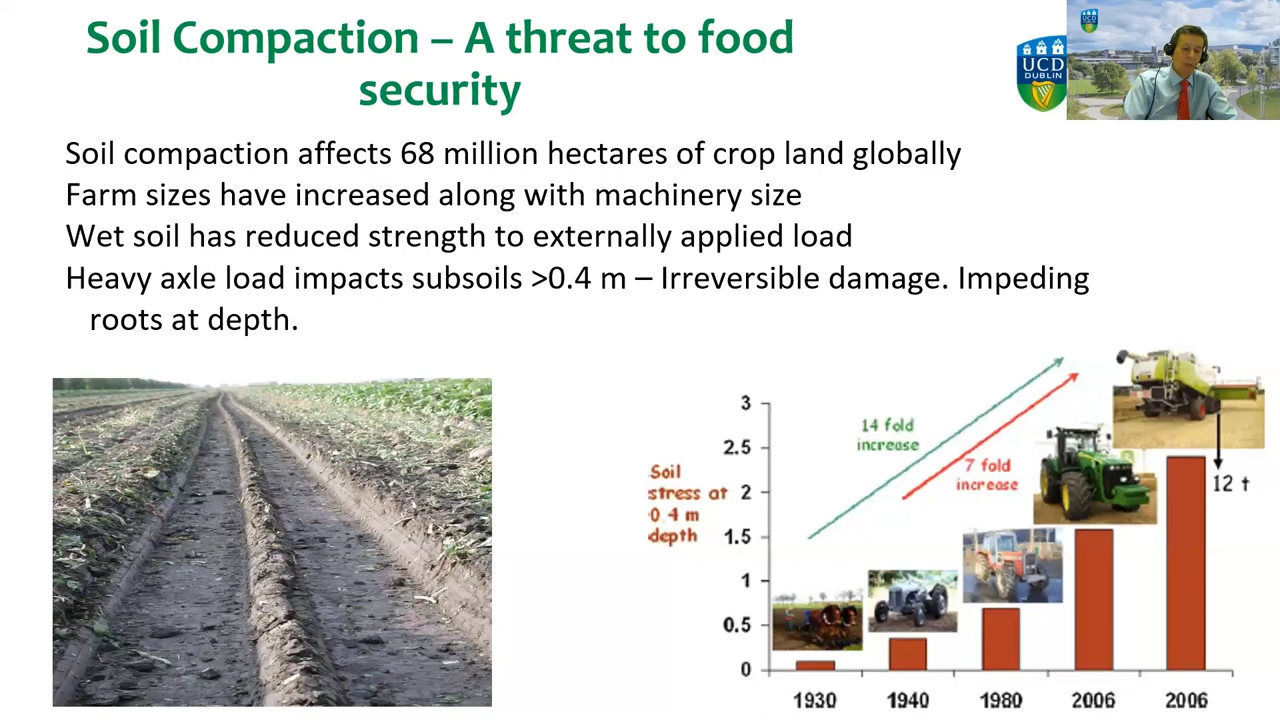 Soil Compaction – A threat to food
security
UCD
DUBLIN
Soil compaction affects 68 million hectares of crop land globally
Farm sizes have increased along with machinery size
Wet soil has reduced strength to externally applied load
Heavy axle load impacts subsoils >0.4 m – Irreversible damage. Impeding
roots at depth.
Soil
stress at
0.4 m
depth
3
2.5
2
1.5
1
0.5
0
14 fold
increase
7 fold
increase
12 t
1930
1940
1980
2006
2006